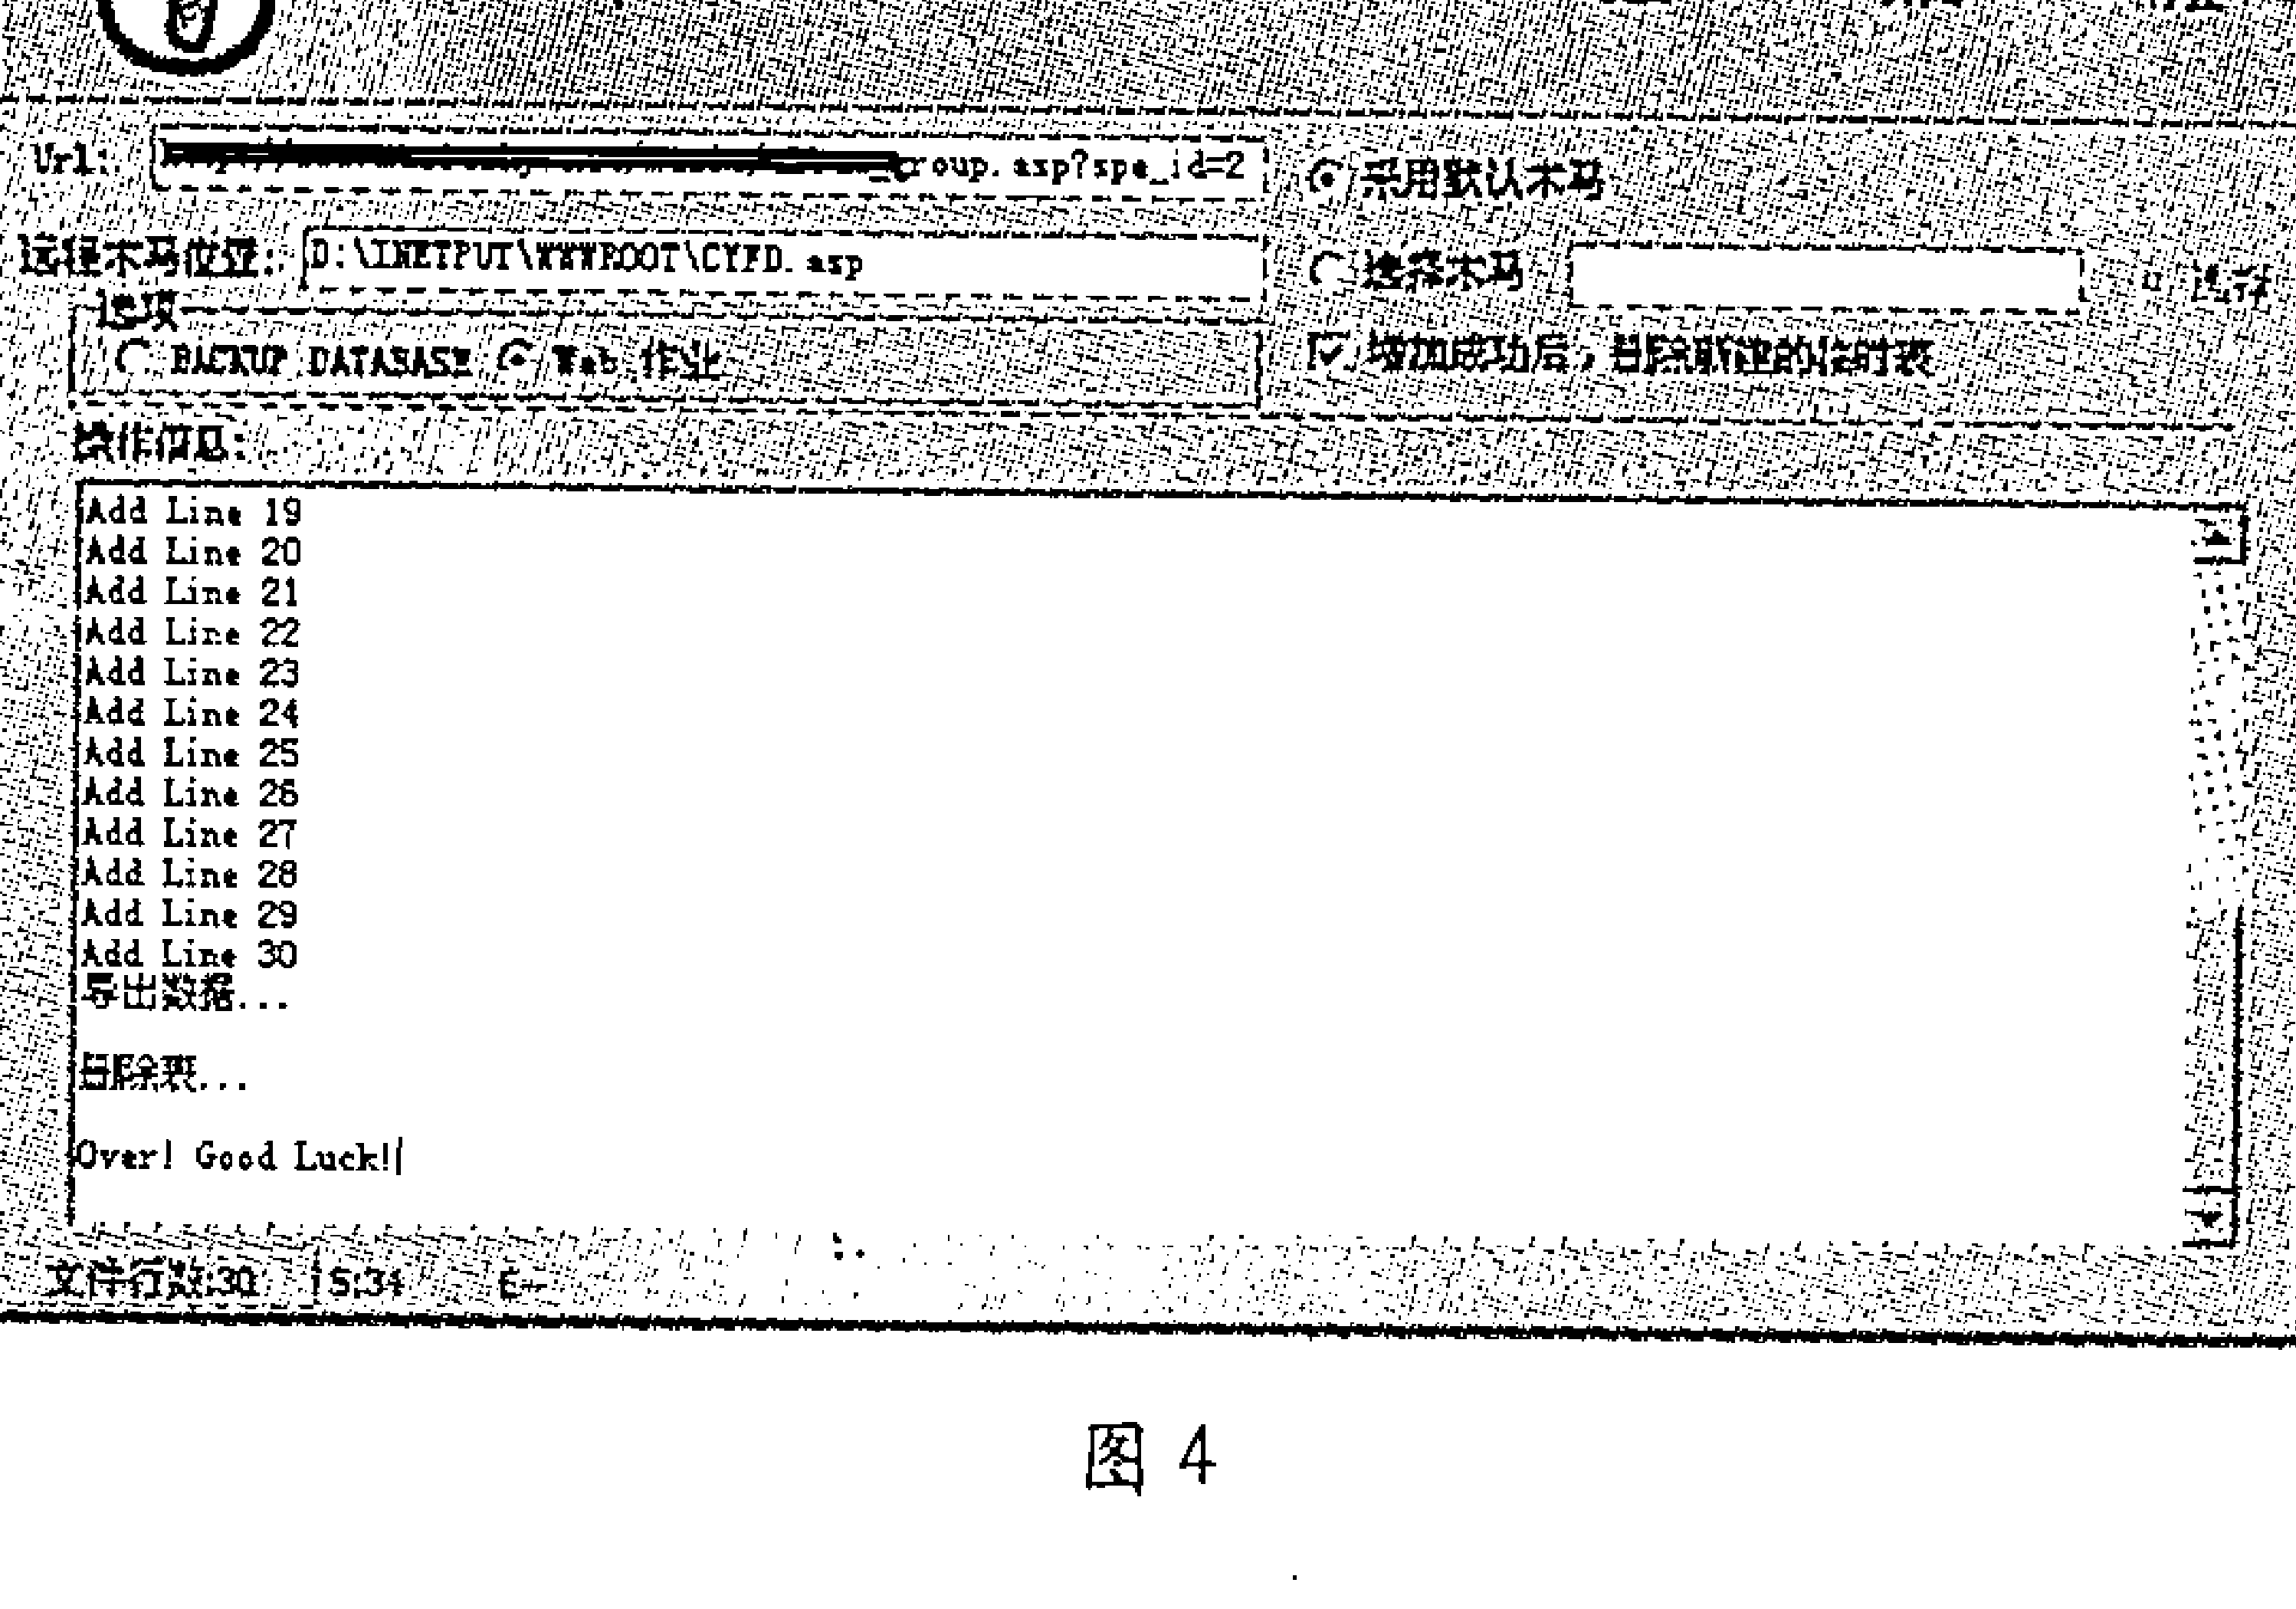 Url: roup.asp?spe_id=2
采用默认木马
远程木马位置: D:\INETPUT\WWWROOT\CYFD.asp
选择木马
选项
BACKUP DATABASE Web 作业
增加成功后,删除所建的临时表
操作信息:
Add Line 19
Add Line 20
Add Line 21
Add Line 22
Add Line 23
Add Line 24
Add Line 25
Add Line 26
Add Line 27
Add Line 28
Add Line 29
Add Line 30
导出数据...
删除表...
Over! Good Luck!
文件行数:30 15:34
图 4